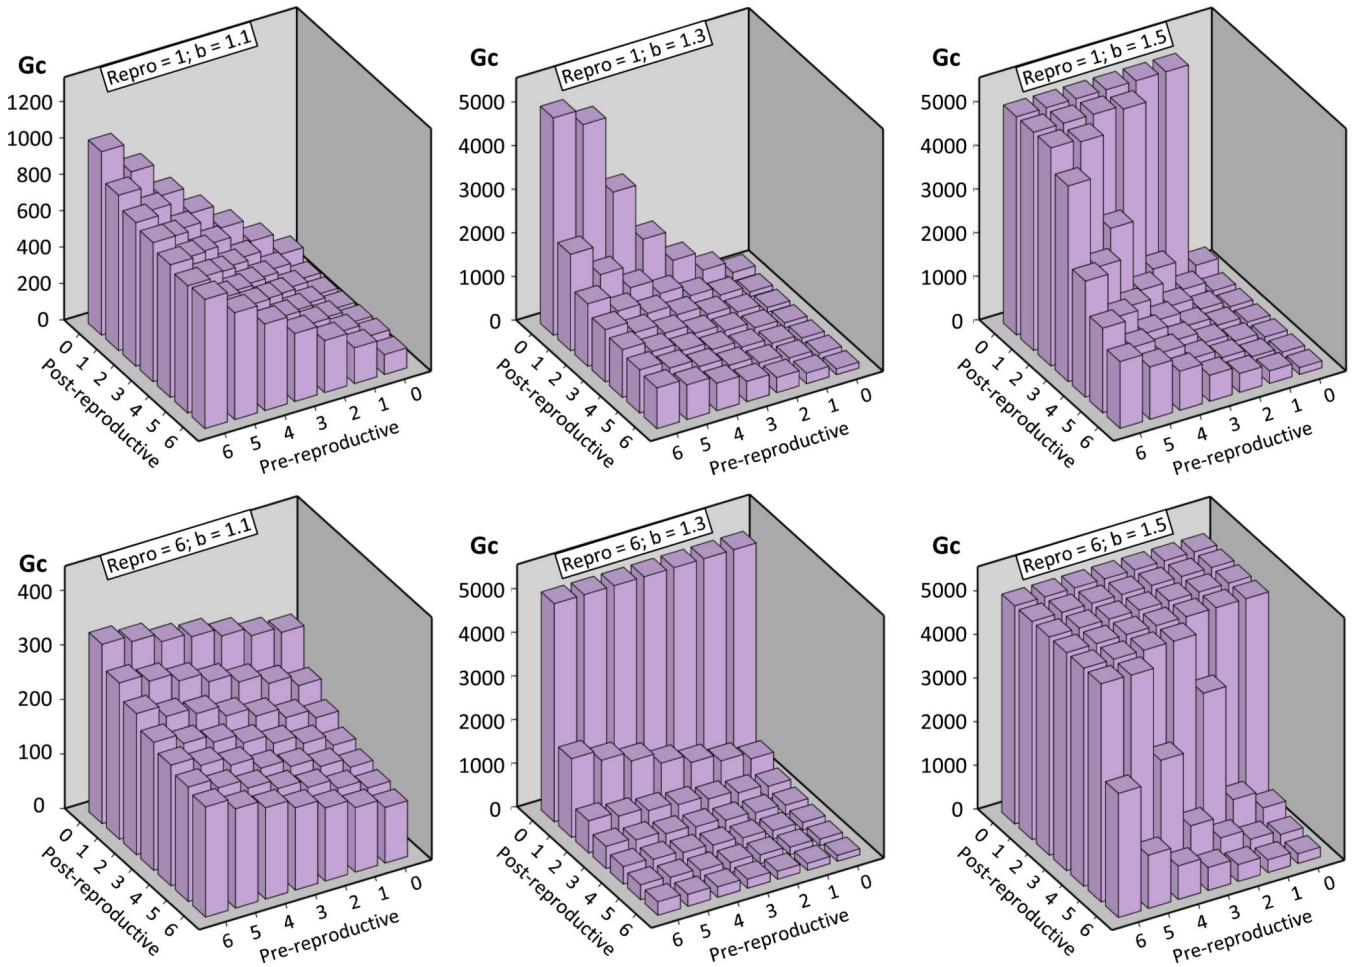 Gc
Repro = 1; b = 1.1
1200
1000
800
600
400
200
0
0 1 2 3 4 5 6
Post-reproductive
6 5 4 3 2 1 0
Pre-reproductive
Gc
Repro = 1; b = 1.3
5000
4000
3000
2000
1000
0
0 1 2 3 4 5 6
Post-reproductive
6 5 4 3 2 1 0
Pre-reproductive
Gc
Repro = 1; b = 1.5
5000
4000
3000
2000
1000
0
0 1 2 3 4 5 6
Post-reproductive
6 5 4 3 2 1 0
Pre-reproductive
Gc
Repro = 6; b = 1.1
400
300
200
100
0
0 1 2 3 4 5 6
Post-reproductive
6 5 4 3 2 1 0
Pre-reproductive
Gc
Repro = 6; b = 1.3
5000
4000
3000
2000
1000
0
0 1 2 3 4 5 6
Post-reproductive
6 5 4 3 2 1 0
Pre-reproductive
Gc
Repro = 6; b = 1.5
5000
4000
3000
2000
1000
0
0 1 2 3 4 5 6
Post-reproductive
6 5 4 3 2 1 0
Pre-reproductive